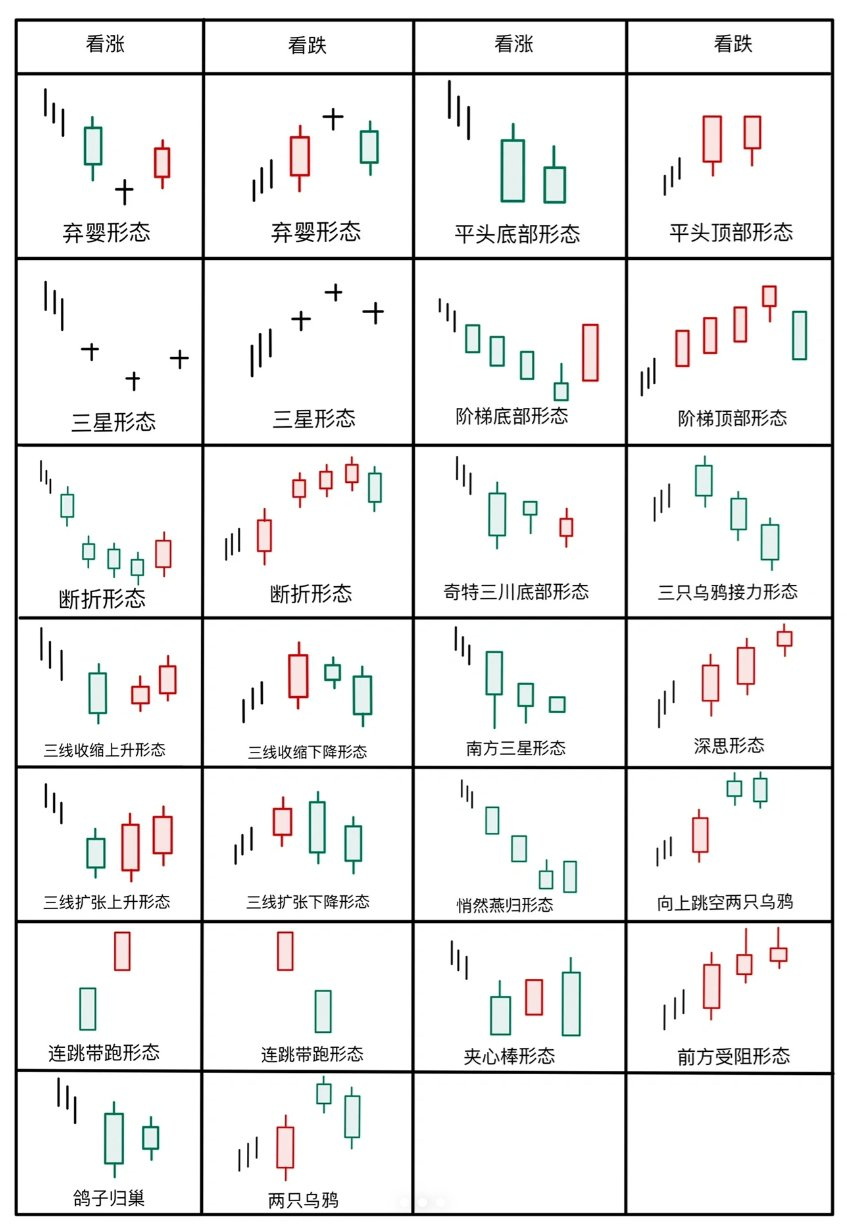 看涨
看跌
看涨
看跌
弃婴形态
弃婴形态
平头底部形态
平头顶部形态
三星形态
三星形态
阶梯底部形态
阶梯顶部形态
断折形态
断折形态
奇特三川底部形态
三只乌鸦接力形态
三线收缩上升形态
三线收缩下降形态
南方三星形态
深思形态
三线扩张上升形态
三线扩张下降形态
悄然燕归形态
向上跳空两只乌鸦
连跳带跑形态
连跳带跑形态
夹心棒形态
前方受阻形态
鸽子归巢
两只乌鸦